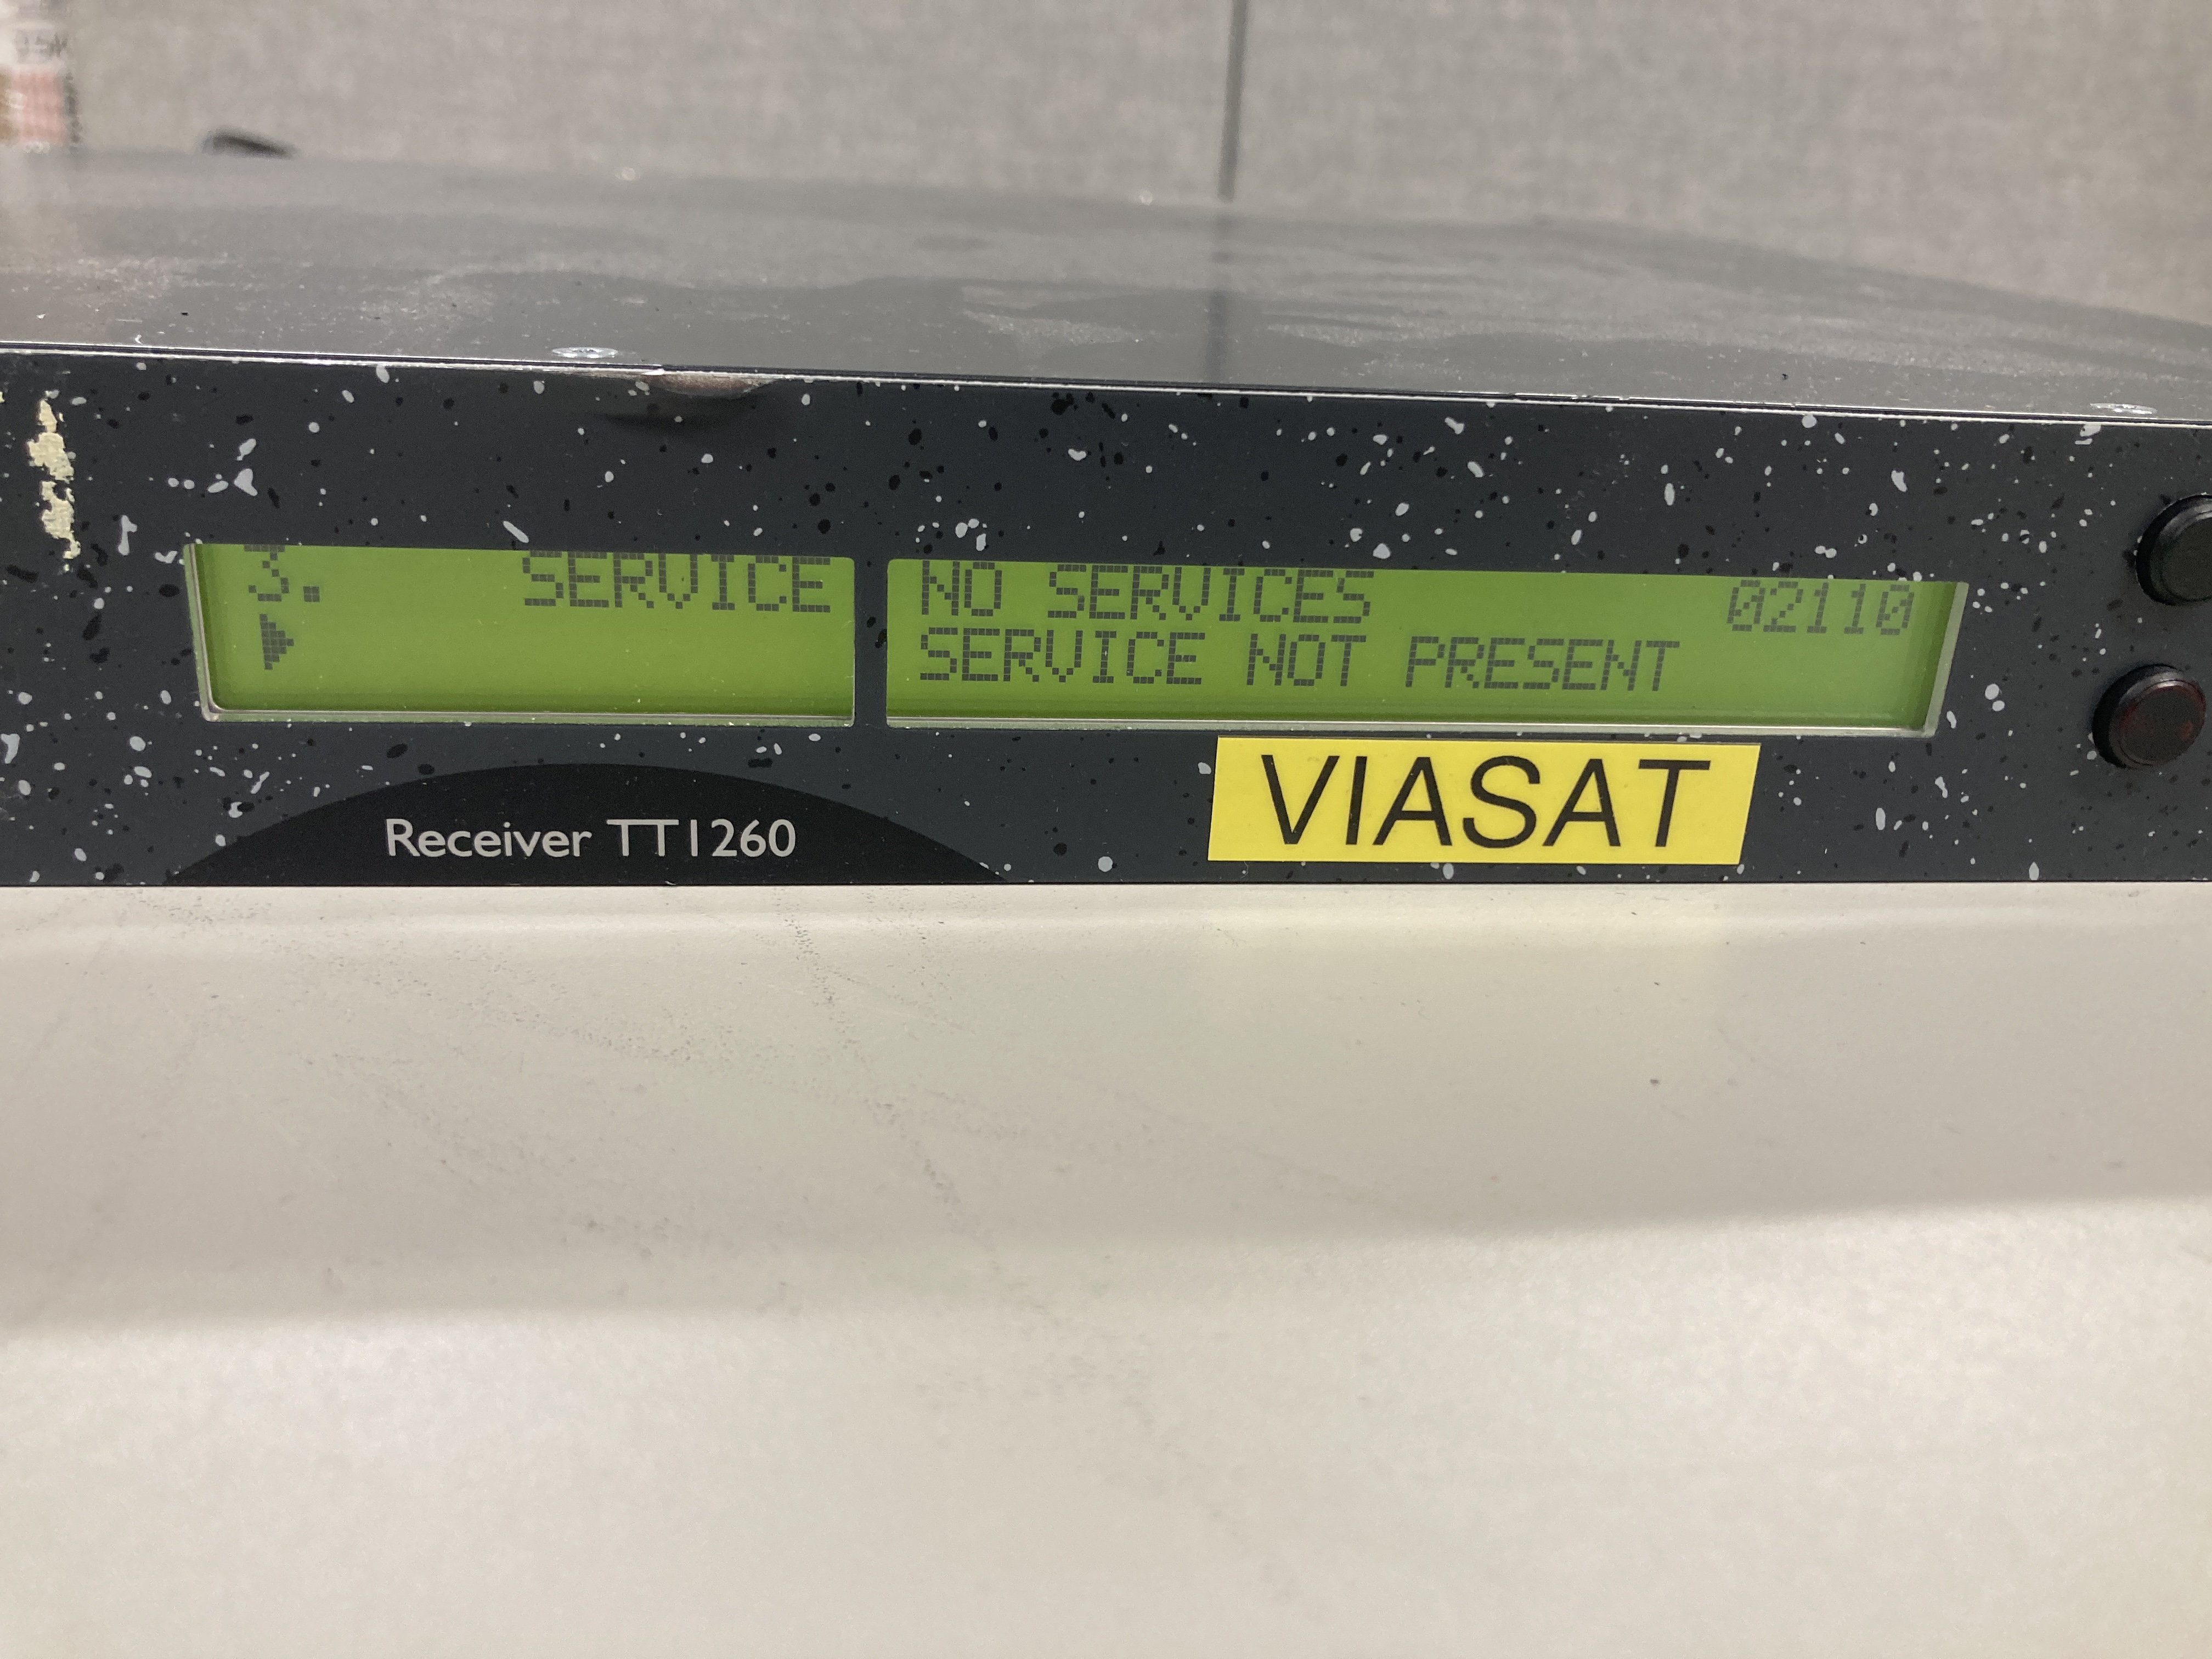 3. SERVICE
NO SERVICES 02110
SERVICE NOT PRESENT
Receiver TT1260
VIASAT